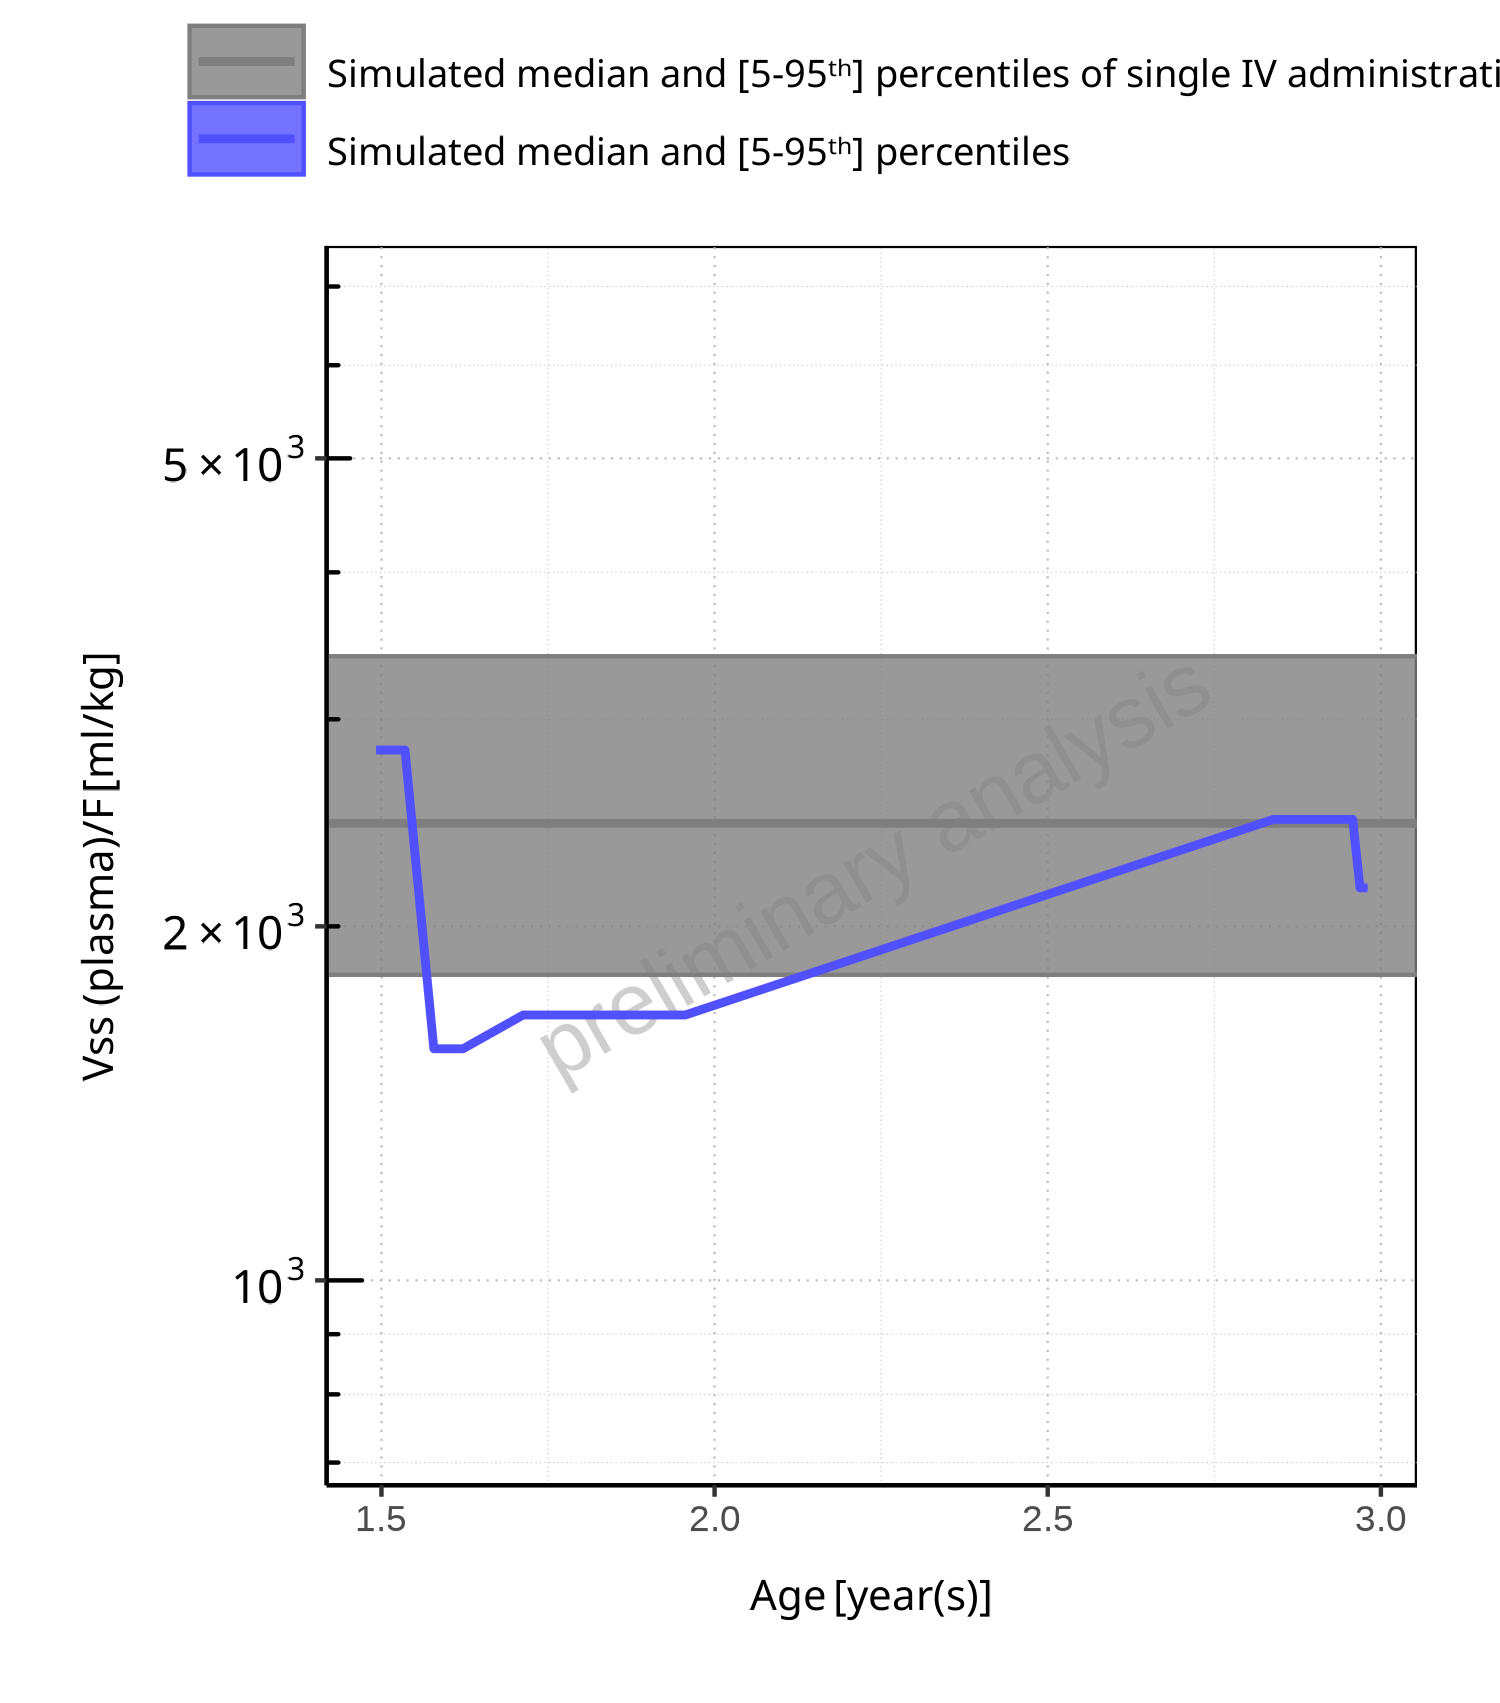 Simulated median and [5-95ᵗʰ] percentiles of single IV administrati
Simulated median and [5-95ᵗʰ] percentiles
5 × 10³
2 × 10³
10³
Vss (plasma)/F [ml/kg]
preliminary analysis
1.5 2.0 2.5 3.0
Age [year(s)]